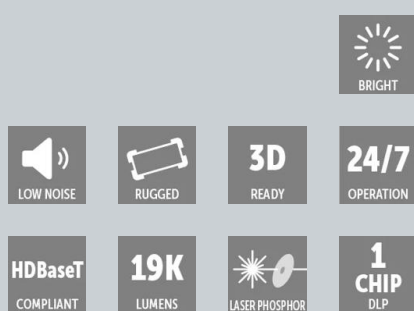 BRIGHT
LOW NOISE
RUGGED
3D
READY
24/7
OPERATION
HDBaseT
COMPLIANT
19K
LUMENS
LASER PHOSPHOR
1
CHIP
DLP